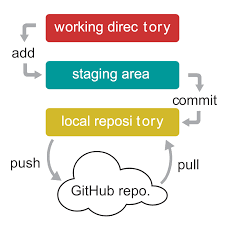 working direc tory
add
staging area
commit
local reposi tory
push
pull
GitHub repo.